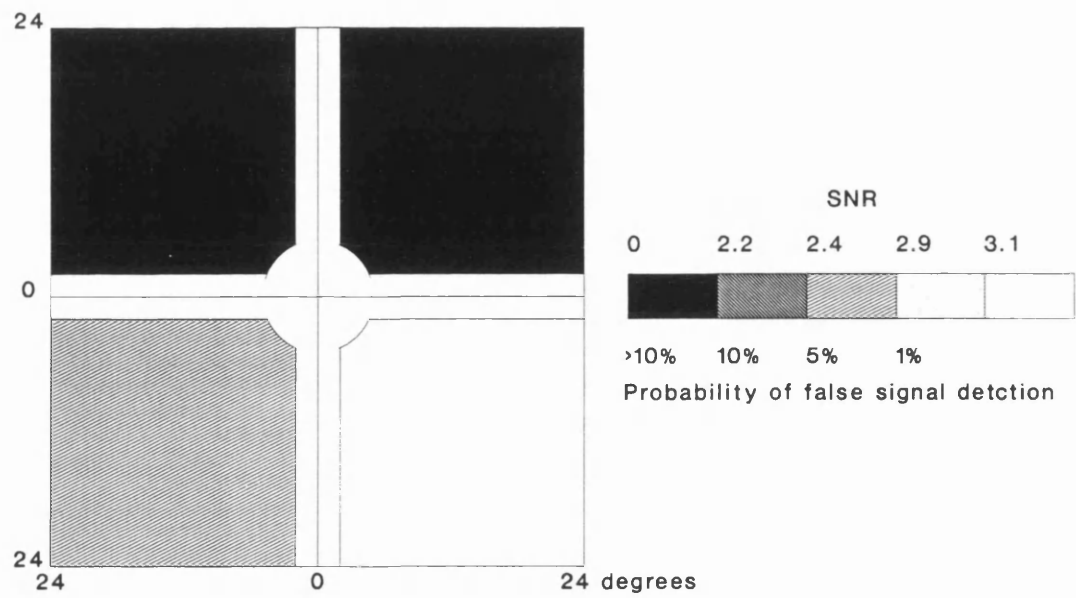 24
0
24
24 0 24 degrees
SNR
0 2.2 2.4 2.9 3.1
>10% 10% 5% 1%
Probability of false signal detction